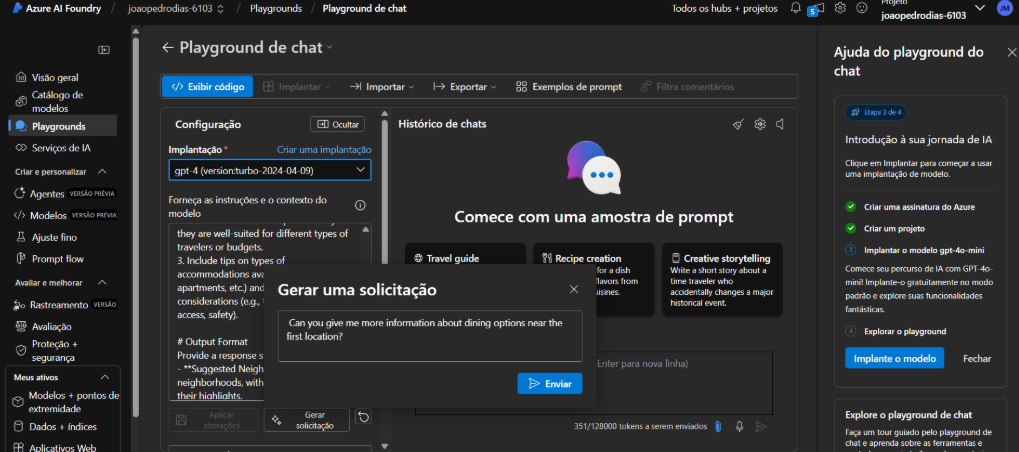 Azure AI Foundry / joaopedrodias-6103 / Playgrounds / Playground de chat
Todos os hubs + projetos
5
Projeto
joaopedrodias-6103
JM
Visão geral
Catálogo de modelos
Playgrounds
Serviços de IA
Criar e personalizar
Agentes VERSÃO PRÉVIA
Modelos VERSÃO PRÉVIA
Ajuste fino
Prompt flow
Avaliar e melhorar
Rastreamento VERSÃO
Avaliação
Proteção + segurança
Meus ativos
Modelos + pontos de extremidade
Dados + índices
Aplicativos Web
Playground de chat
Exibir código
Implantar
Importar
Exportar
Exemplos de prompt
Filtra comentários
Configuração
Ocultar
Implantação *
Criar uma implantação
gpt-4 (version:turbo-2024-04-09)
Forneça as instruções e o contexto do
modelo
they are well-suited for different types of
travelers or budgets.
3. Include tips on types of
accommodations ava
apartments, etc.) and
considerations (e.g., t
access, safety).
# Output Format
Provide a response s
- **Suggested Neigh
neighborhoods, with
their highlights.
Aplicar
alterações
Gerar
solicitação
Histórico de chats
Comece com uma amostra de prompt
Travel guide
Recipe creation
for a dish
flavors from
uisines.
Creative storytelling
Write a short story about a
time traveler who
accidentally changes a major
historical event.
Gerar uma solicitação
Can you give me more information about dining options near the
first location?
Enviar
Enter para nova linha)
351/128000 tokens a serem enviados
Ajuda do playground do
chat
Etapa 3 de 4
Introdução à sua jornada de IA
Clique em Implantar para começar a usar
uma implantação de modelo.
Criar uma assinatura do Azure
Criar um projeto
3 Implantar o modelo gpt-4o-mini
Comece seu percurso de IA com GPT-4o-
mini! Implante-o gratuitamente no modo
padrão e explore suas funcionalidades
fantásticas.
4 Explorar o playground
Implante o modelo
Fechar
Explore o playground de chat
Faça um tour guiado pelo playground de
chat e aprenda sobre as ferramentas e